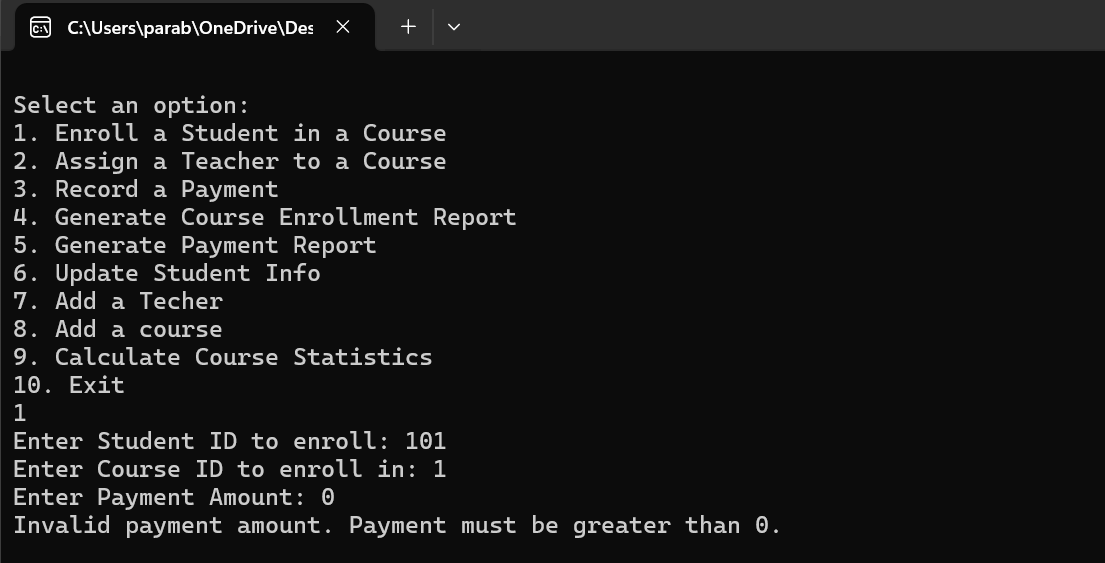 C:\Users\parab\OneDrive\Des
Select an option:
1. Enroll a Student in a Course
2. Assign a Teacher to a Course
3. Record a Payment
4. Generate Course Enrollment Report
5. Generate Payment Report
6. Update Student Info
7. Add a Techer
8. Add a course
9. Calculate Course Statistics
10. Exit
1
Enter Student ID to enroll: 101
Enter Course ID to enroll in: 1
Enter Payment Amount: 0
Invalid payment amount. Payment must be greater than 0.